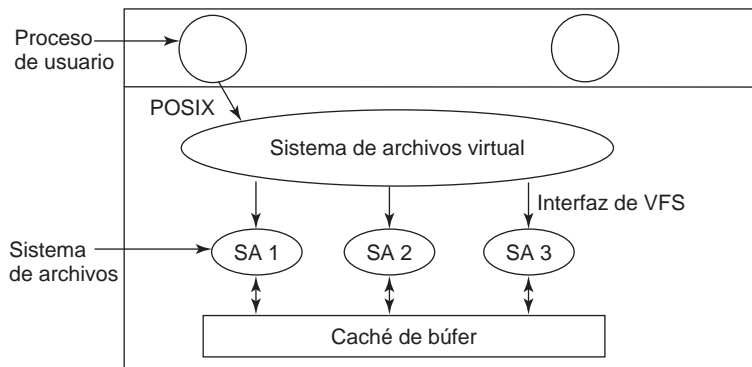 Proceso
de usuario
POSIX
Sistema de archivos virtual
Interfaz de VFS
Sistema
de archivos
SA 1
SA 2
SA 3
Caché de búfer